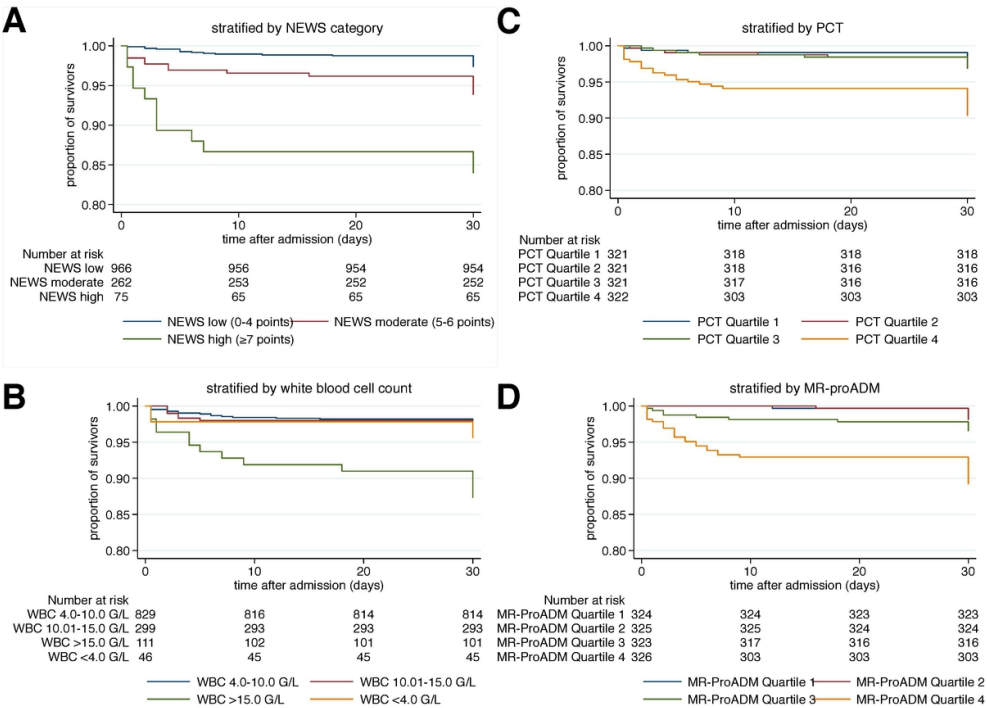 A
stratified by NEWS category
1.00
0.95
0.90
0.85
0.80
proportion of survivors
0 10 20 30
time after admission (days)
Number at risk
NEWS low 966 956 954 954
NEWS moderate 262 253 252 252
NEWS high 75 65 65 65
NEWS low (0-4 points) NEWS moderate (5-6 points)
NEWS high (≥7 points)
C
stratified by PCT
1.00
0.95
0.90
0.85
0.80
proportion of survivors
0 10 20 30
time after admission (days)
Number at risk
PCT Quartile 1 321 318 318 318
PCT Quartile 2 321 318 316 316
PCT Quartile 3 321 317 316 316
PCT Quartile 4 322 303 303 303
PCT Quartile 1 PCT Quartile 2
PCT Quartile 3 PCT Quartile 4
B
stratified by white blood cell count
1.00
0.95
0.90
0.85
0.80
proportion of survivors
0 10 20 30
time after admission (days)
Number at risk
WBC 4.0-10.0 G/L 829 816 814 814
WBC 10.01-15.0 G/L 299 293 293 293
WBC >15.0 G/L 111 102 101 101
WBC <4.0 G/L 46 45 45 45
WBC 4.0-10.0 G/L WBC 10.01-15.0 G/L
WBC >15.0 G/L WBC <4.0 G/L
D
stratified by MR-proADM
1.00
0.95
0.90
0.85
0.80
proportion of survivors
0 10 20 30
time after admission (days)
Number at risk
MR-ProADM Quartile 1 324 324 323 323
MR-ProADM Quartile 2 325 325 324 324
MR-ProADM Quartile 3 323 317 316 316
MR-ProADM Quartile 4 326 303 303 303
MR-ProADM Quartile 1 MR-ProADM Quartile 2
MR-ProADM Quartile 3 MR-ProADM Quartile 4